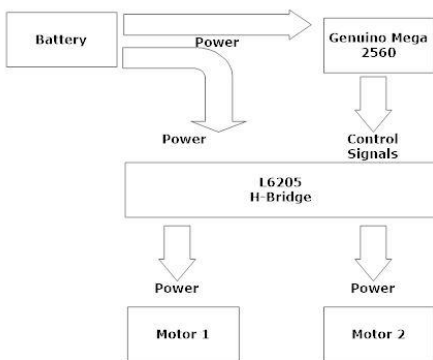 Battery
Power
Genuino Mega
2560
Power
Control
Signals
L6205
H-Bridge
Power
Power
Motor 1
Motor 2